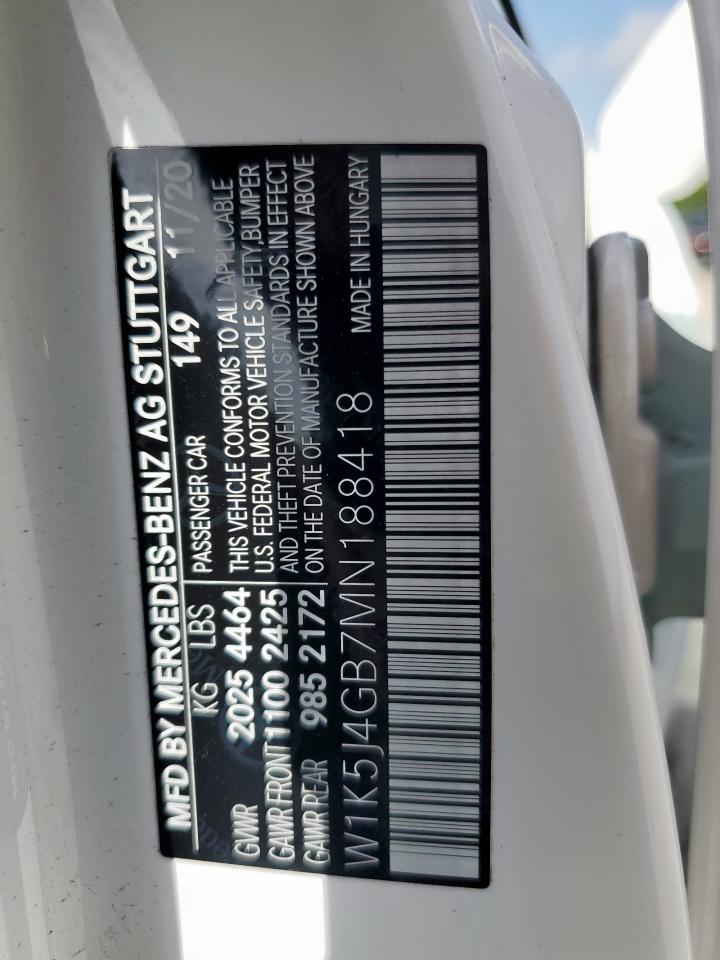 MFD BY MERCEDES-BENZ AG STUTTGART
KG LBS
GVWR 2025 4464
GAWR FRONT 1100 2425
GAWR REAR 985 2172
149 11/20
PASSENGER CAR
THIS VEHICLE CONFORMS TO ALL APPLICABLE
U.S. FEDERAL MOTOR VEHICLE SAFETY, BUMPER
AND THEFT PREVENTION STANDARDS IN EFFECT
ON THE DATE OF MANUFACTURE SHOWN ABOVE
W1K5J4GB7MN188418 MADE IN HUNGARY